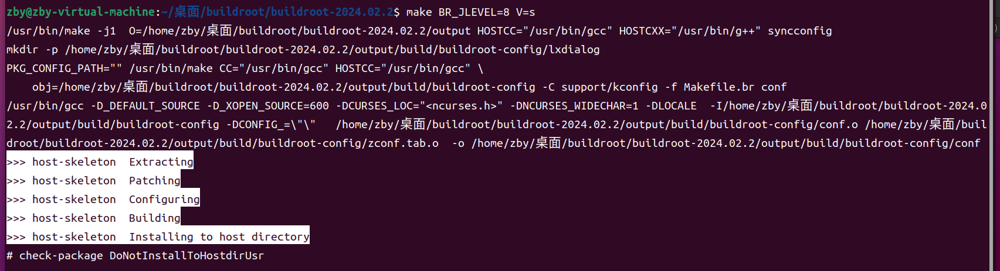 zby@zby-virtual-machine:~/桌面/buildroot/buildroot-2024.02.2$ make BR_JLEVEL=8 V=s
/usr/bin/make -j1  O=/home/zby/桌面/buildroot/buildroot-2024.02.2/output HOSTCC="/usr/bin/gcc" HOSTCXX="/usr/bin/g++" syncconfig
mkdir -p /home/zby/桌面/buildroot/buildroot-2024.02.2/output/build/buildroot-config/lxdialog
PKG_CONFIG_PATH="" /usr/bin/make CC="/usr/bin/gcc" HOSTCC="/usr/bin/gcc" \
    obj=/home/zby/桌面/buildroot/buildroot-2024.02.2/output/build/buildroot-config -C support/kconfig -f Makefile.br conf
/usr/bin/gcc -D_DEFAULT_SOURCE -D_XOPEN_SOURCE=600 -DCURSES_LOC="<ncurses.h>" -DNCURSES_WIDECHAR=1 -DLOCALE  -I/home/zby/桌面/buildroot/buildroot-2024.0
2.2/output/build/buildroot-config -DCONFIG_=\"\"   /home/zby/桌面/buildroot/buildroot-2024.02.2/output/build/buildroot-config/conf.o /home/zby/桌面/buil
droot/buildroot-2024.02.2/output/build/buildroot-config/zconf.tab.o  -o /home/zby/桌面/buildroot/buildroot-2024.02.2/output/build/buildroot-config/conf
>>> host-skeleton  Extracting
>>> host-skeleton  Patching
>>> host-skeleton  Configuring
>>> host-skeleton  Building
>>> host-skeleton  Installing to host directory
# check-package DoNotInstallToHostdirUsr